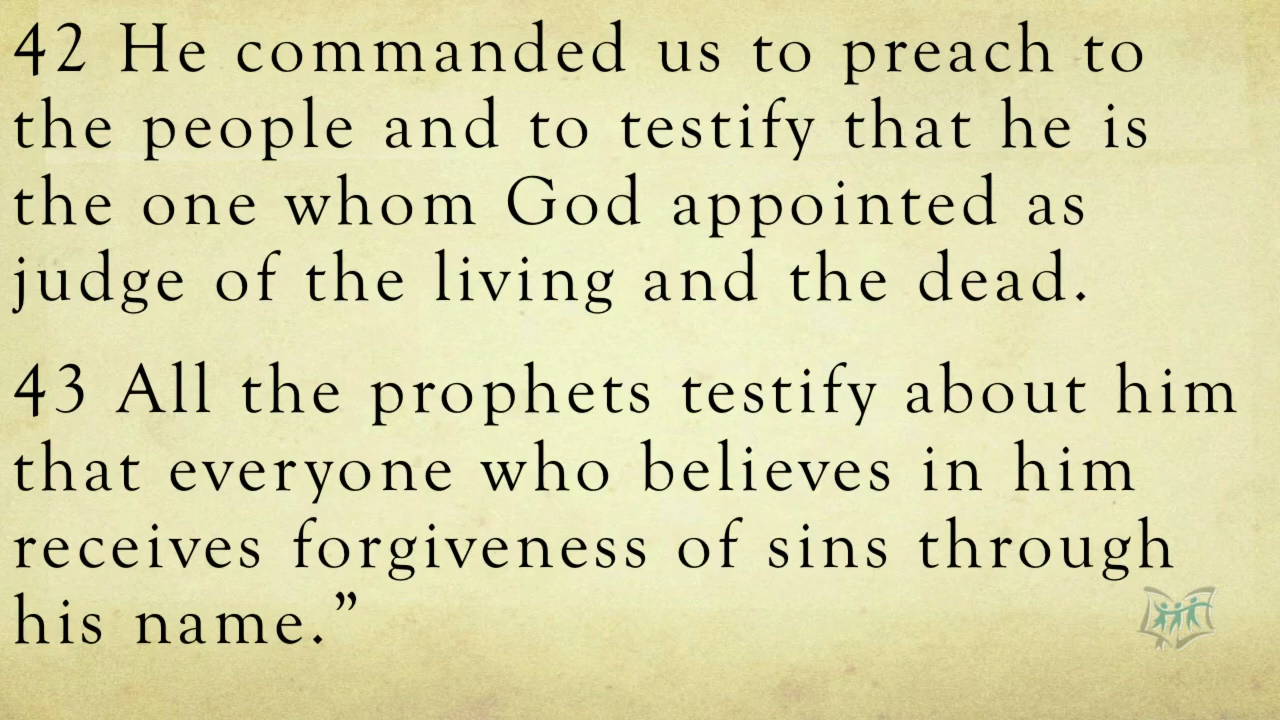 42 He commanded us to preach to
the people and to testify that he is
the one whom God appointed as
judge of the living and the dead.
43 All the prophets testify about him
that everyone who believes in him
receives forgiveness of sins through
his name.”